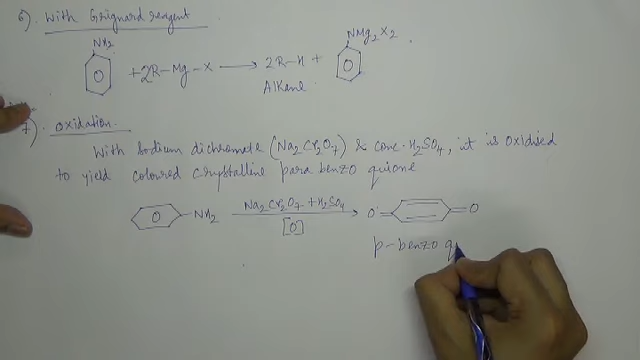 6) With Grignard reagent
NH2 NMg2X2
+2R-Mg-X → 2R-H +
Alkane
7) Oxidation
With Sodium dichromate (Na2Cr2O7) & conc. H2SO4, it is oxidised
to yield coloured crystalline para benzo quione
NH2 Na2Cr2O7 + H2SO4 → O= =O
[O]
p-benzo q